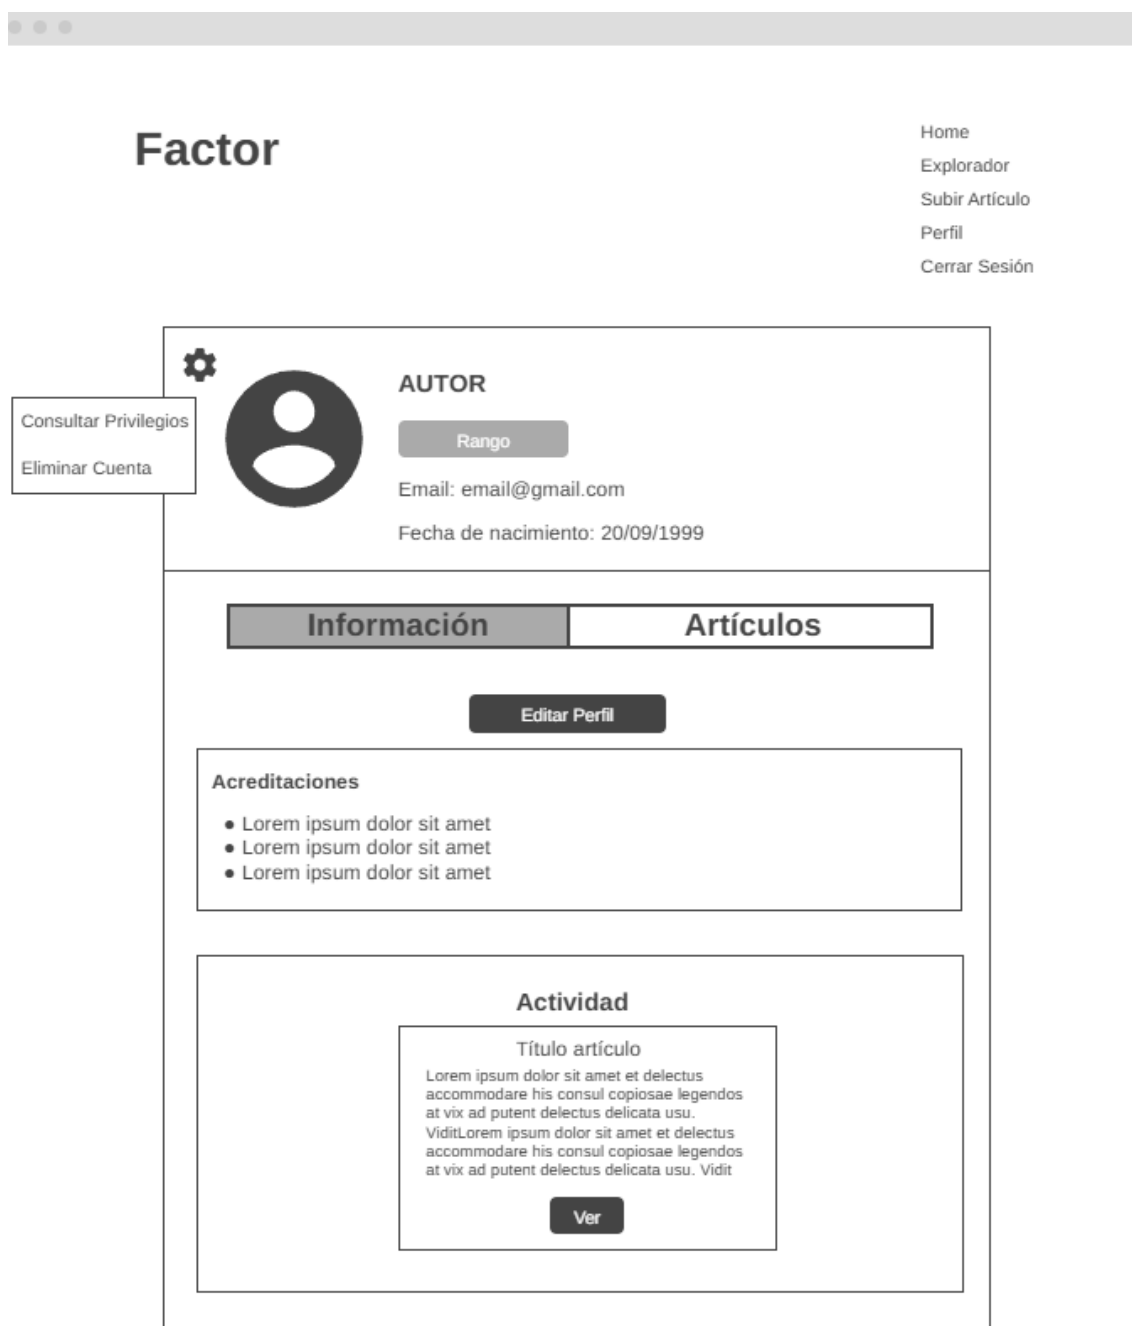 Factor
Home
Explorador
Subir Artículo
Perfil
Cerrar Sesión
Consultar Privilegios
Eliminar Cuenta
AUTOR
Rango
Email: email@gmail.com
Fecha de nacimiento: 20/09/1999
Información
Artículos
Editar Perfil
Acreditaciones
● Lorem ipsum dolor sit amet
● Lorem ipsum dolor sit amet
● Lorem ipsum dolor sit amet
Actividad
Título artículo
Lorem ipsum dolor sit amet et delectus
accommodare his consul copiosae legendos
at vix ad putent delectus delicata usu.
ViditLorem ipsum dolor sit amet et delectus
accommodare his consul copiosae legendos
at vix ad putent delectus delicata usu. Vidit
Ver